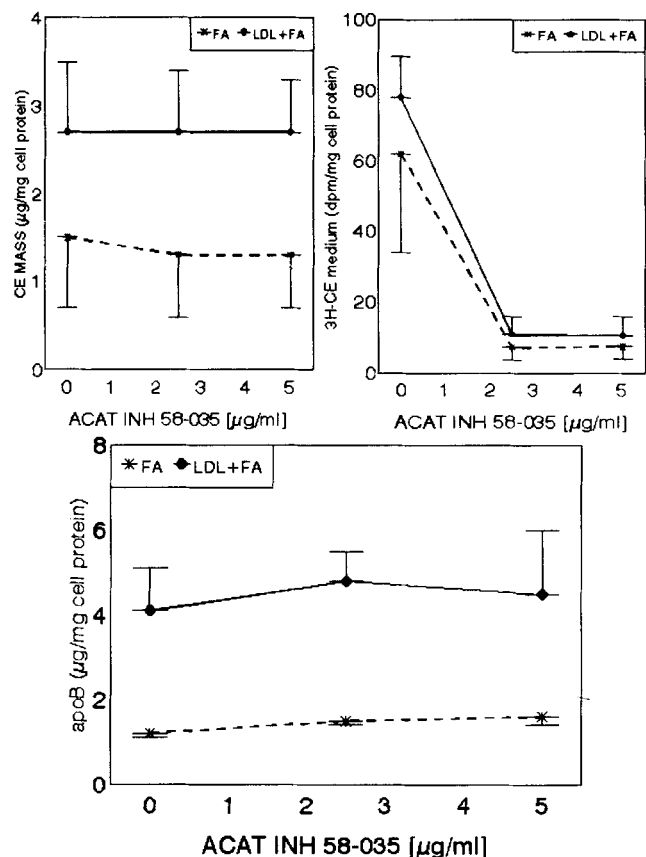 FA LDL+FA
CE MASS (µg/mg cell protein)
4
3
2
1
0
0 1 2 3 4 5
ACAT INH 58-035 [µg/ml]
FA LDL+FA
3H-CE medium (dpm/mg cell protein)
100
80
60
40
20
0
0 1 2 3 4 5
ACAT INH 58-035 [µg/ml]
FA LDL+FA
apoB (µg/mg cell protein)
8
6
4
2
0
0 1 2 3 4 5
ACAT INH 58-035 [µg/ml]